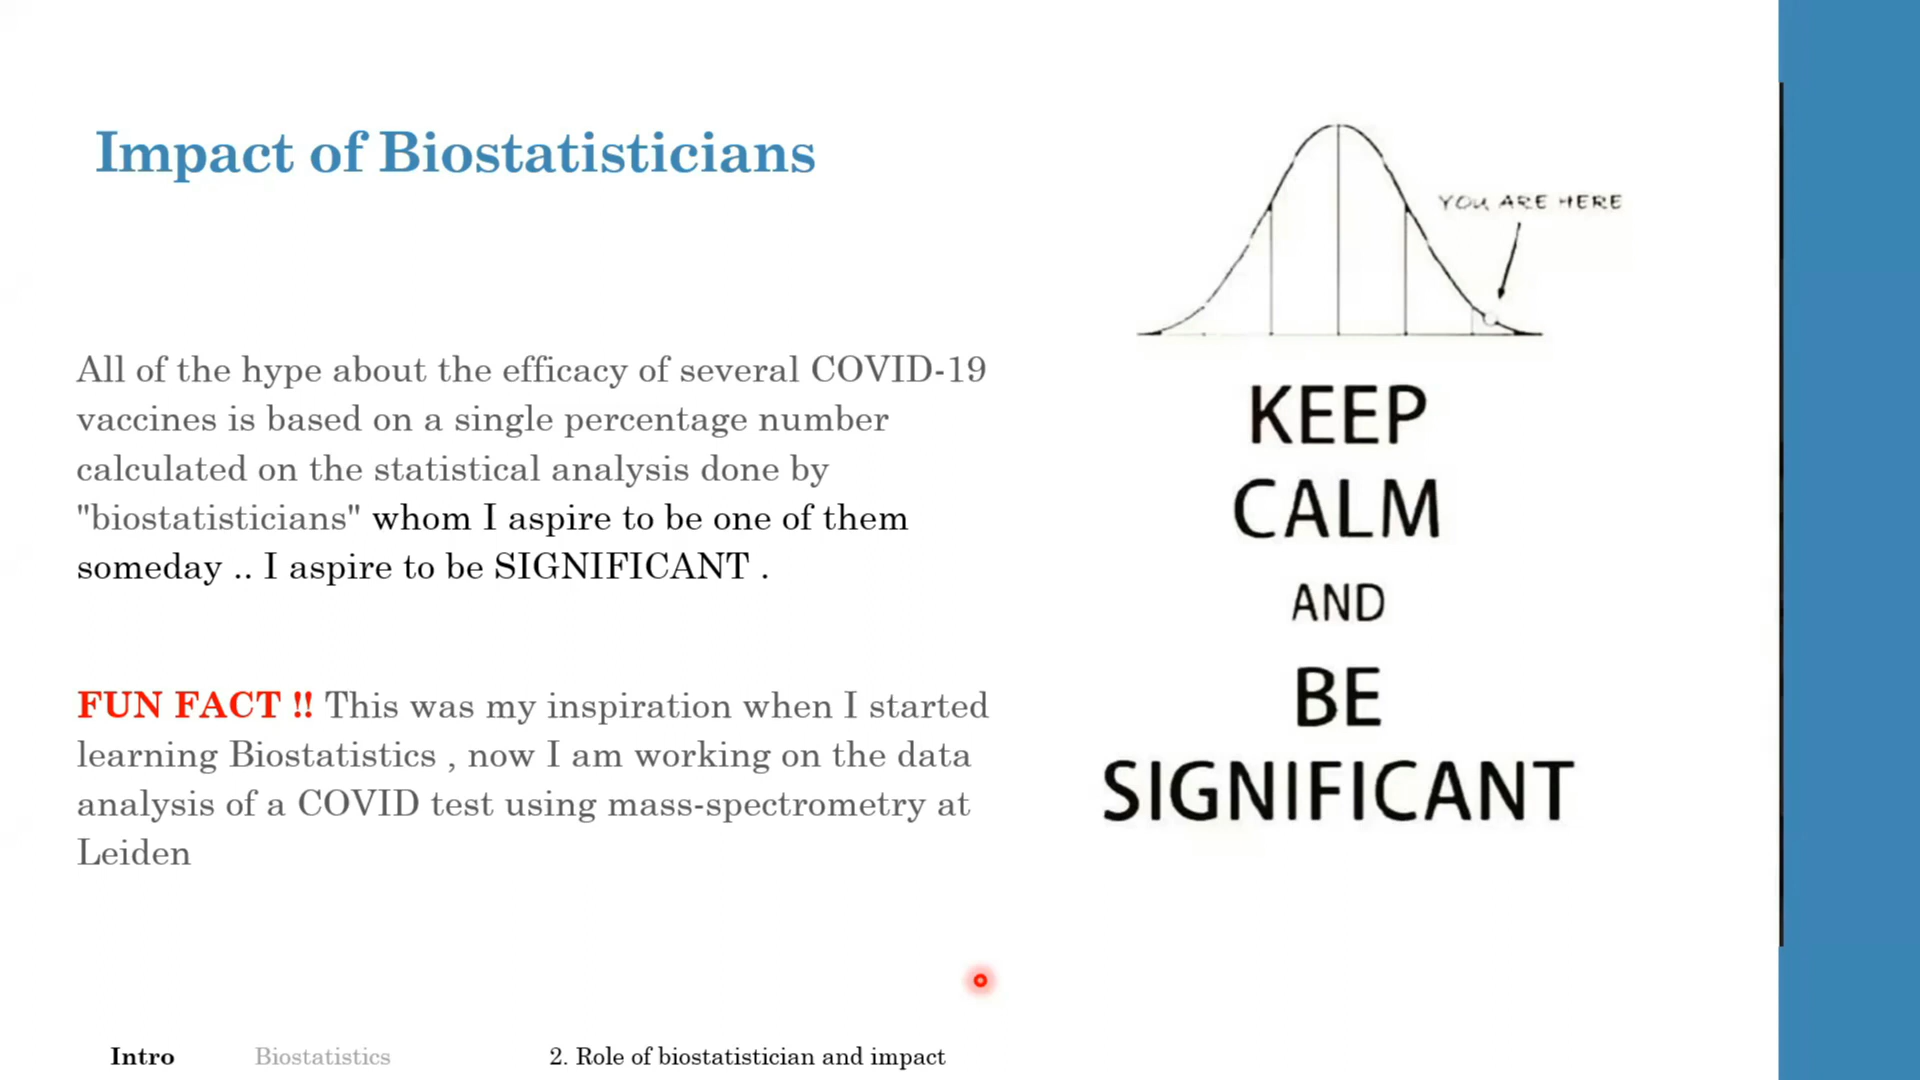 Impact of Biostatisticians
All of the hype about the efficacy of several COVID-19
vaccines is based on a single percentage number
calculated on the statistical analysis done by
"biostatisticians" whom I aspire to be one of them
someday .. I aspire to be SIGNIFICANT .
FUN FACT !! This was my inspiration when I started
learning Biostatistics , now I am working on the data
analysis of a COVID test using mass-spectrometry at
Leiden
YOU ARE HERE
KEEP
CALM
AND
BE
SIGNIFICANT
Intro Biostatistics 2. Role of biostatistician and impact